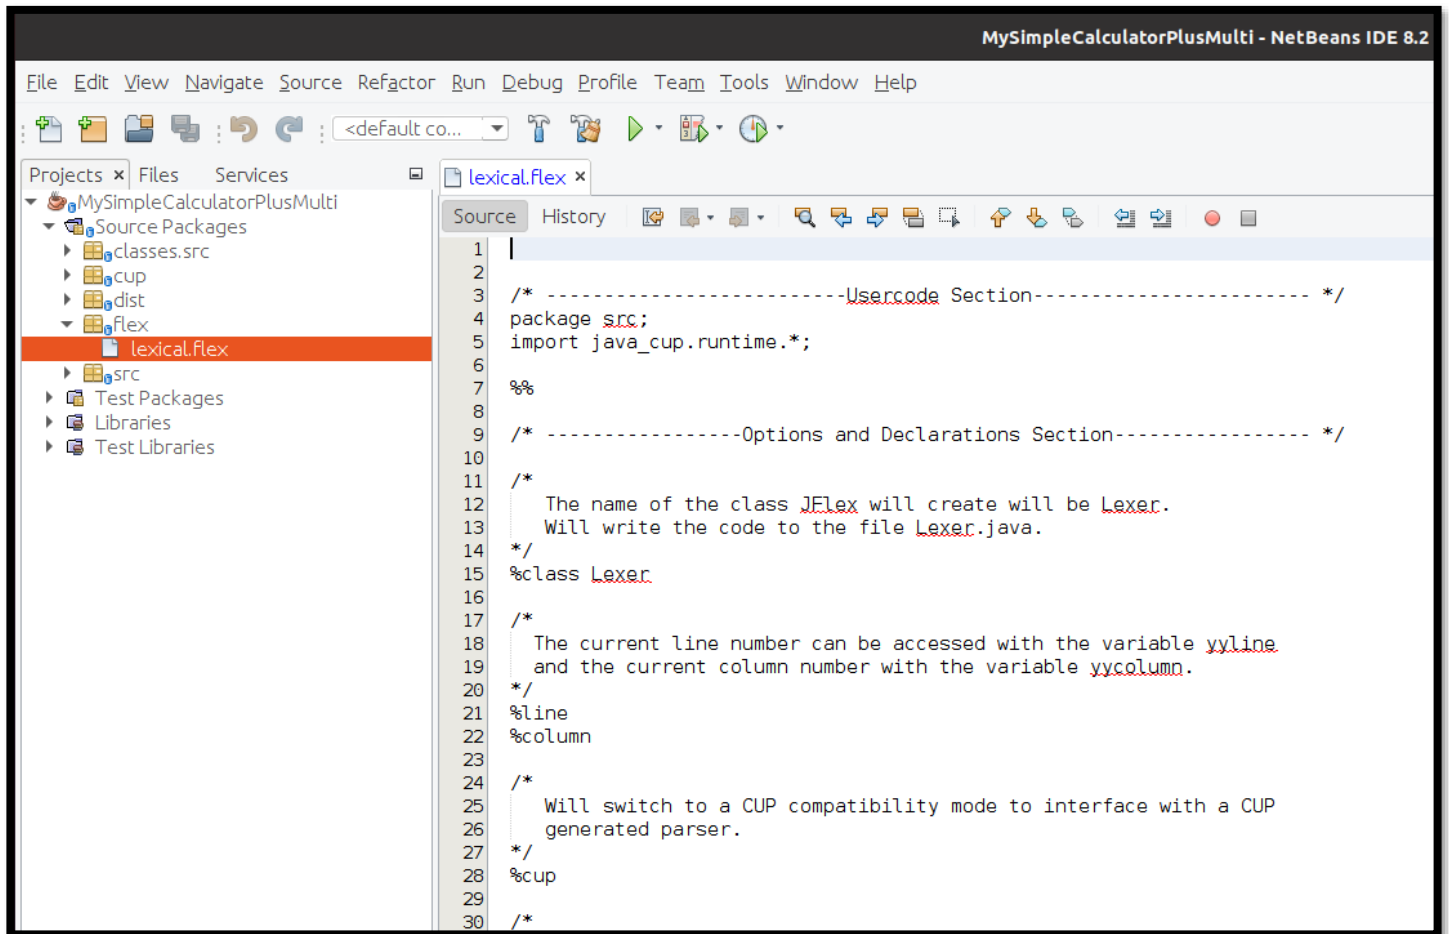 MySimpleCalculatorPlusMulti - NetBeans IDE 8.2
File Edit View Navigate Source Refactor Run Debug Profile Team Tools Window Help
<default co...
Projects × Files Services
MySimpleCalculatorPlusMulti
Source Packages
classes.src
cup
dist
flex
lexical.flex
src
Test Packages
Libraries
Test Libraries
lexical.flex ×
Source History
1
2
3 /* --------------------------Usercode Section------------------------ */
4 package src;
5 import java_cup.runtime.*;
6
7 %%
8
9 /* -----------------Options and Declarations Section----------------- */
10
11 /*
12 The name of the class JFlex will create will be Lexer.
13 Will write the code to the file Lexer.java.
14 */
15 %class Lexer
16
17 /*
18 The current line number can be accessed with the variable yyline
19 and the current column number with the variable yycolumn.
20 */
21 %line
22 %column
23
24 /*
25 Will switch to a CUP compatibility mode to interface with a CUP
26 generated parser.
27 */
28 %cup
29
30 /*